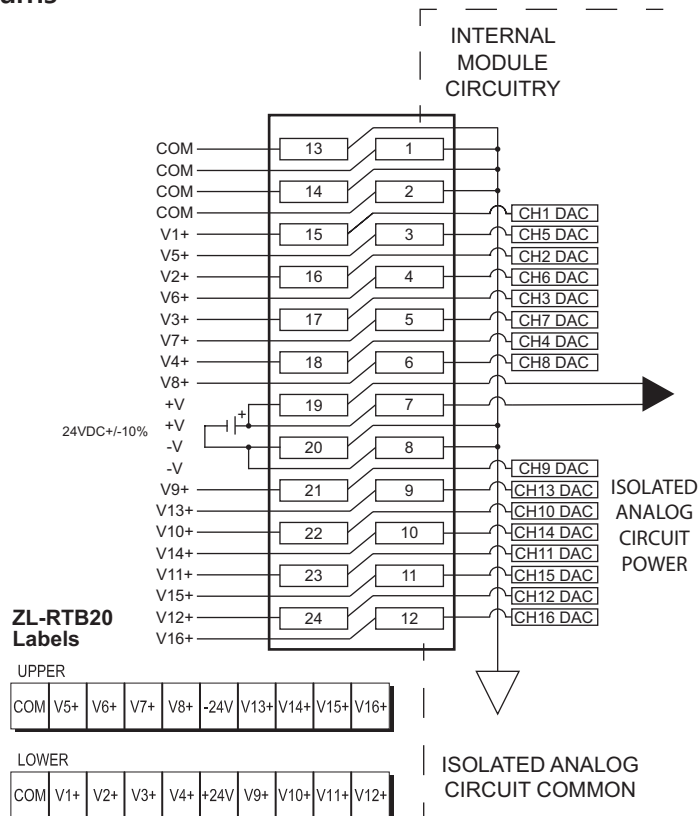 INTERNAL
MODULE
CIRCUITRY
COM
13
1
COM
COM
14
2
COM
CH1 DAC
V1+
15
3
CH5 DAC
V5+
CH2 DAC
V2+
16
4
CH6 DAC
V6+
CH3 DAC
V3+
17
5
CH7 DAC
V7+
CH4 DAC
V4+
18
6
CH8 DAC
V8+
+V
19
7
+
24VDC+/-10%
+V
-V
20
8
-V
CH9 DAC
V9+
21
9
CH13 DAC
V13+
CH10 DAC
V10+
22
10
CH14 DAC
V14+
CH11 DAC
V11+
23
11
CH15 DAC
V15+
CH12 DAC
V12+
24
12
CH16 DAC
V16+
ISOLATED
ANALOG
CIRCUIT
POWER
ZL-RTB20
Labels
UPPER
COM V5+ V6+ V7+ V8+ -24V V13+ V14+ V15+ V16+
LOWER
COM V1+ V2+ V3+ V4+ +24V V9+ V10+ V11+ V12+
ISOLATED ANALOG
CIRCUIT COMMON